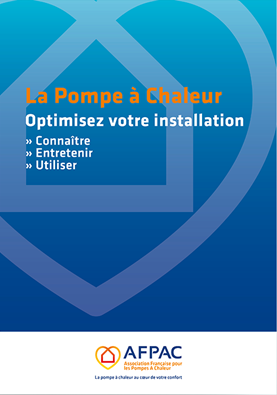 La Pompe à Chaleur
Optimisez votre installation
» Connaître
» Entretenir
» Utiliser
AFPAC
Association Française pour
les Pompes À Chaleur
La pompe à chaleur au cœur de votre confort